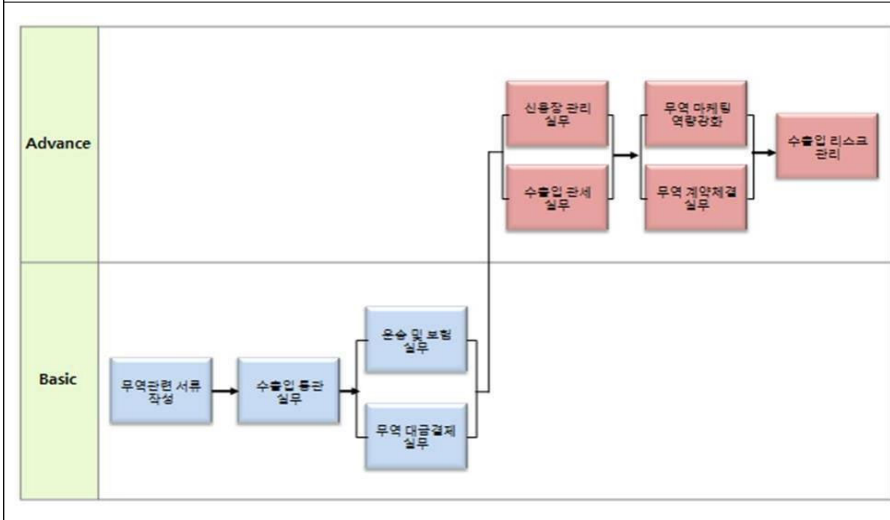 Advance
신용장 관리
실무
무역 마케팅
역량강화
수출입 리스크
관리
수출입 관세
실무
무역 계약체결
실무
Basic
운송 및 보험
실무
무역관련 서류
작성
수출입 통관
실무
무역 대금결제
실무